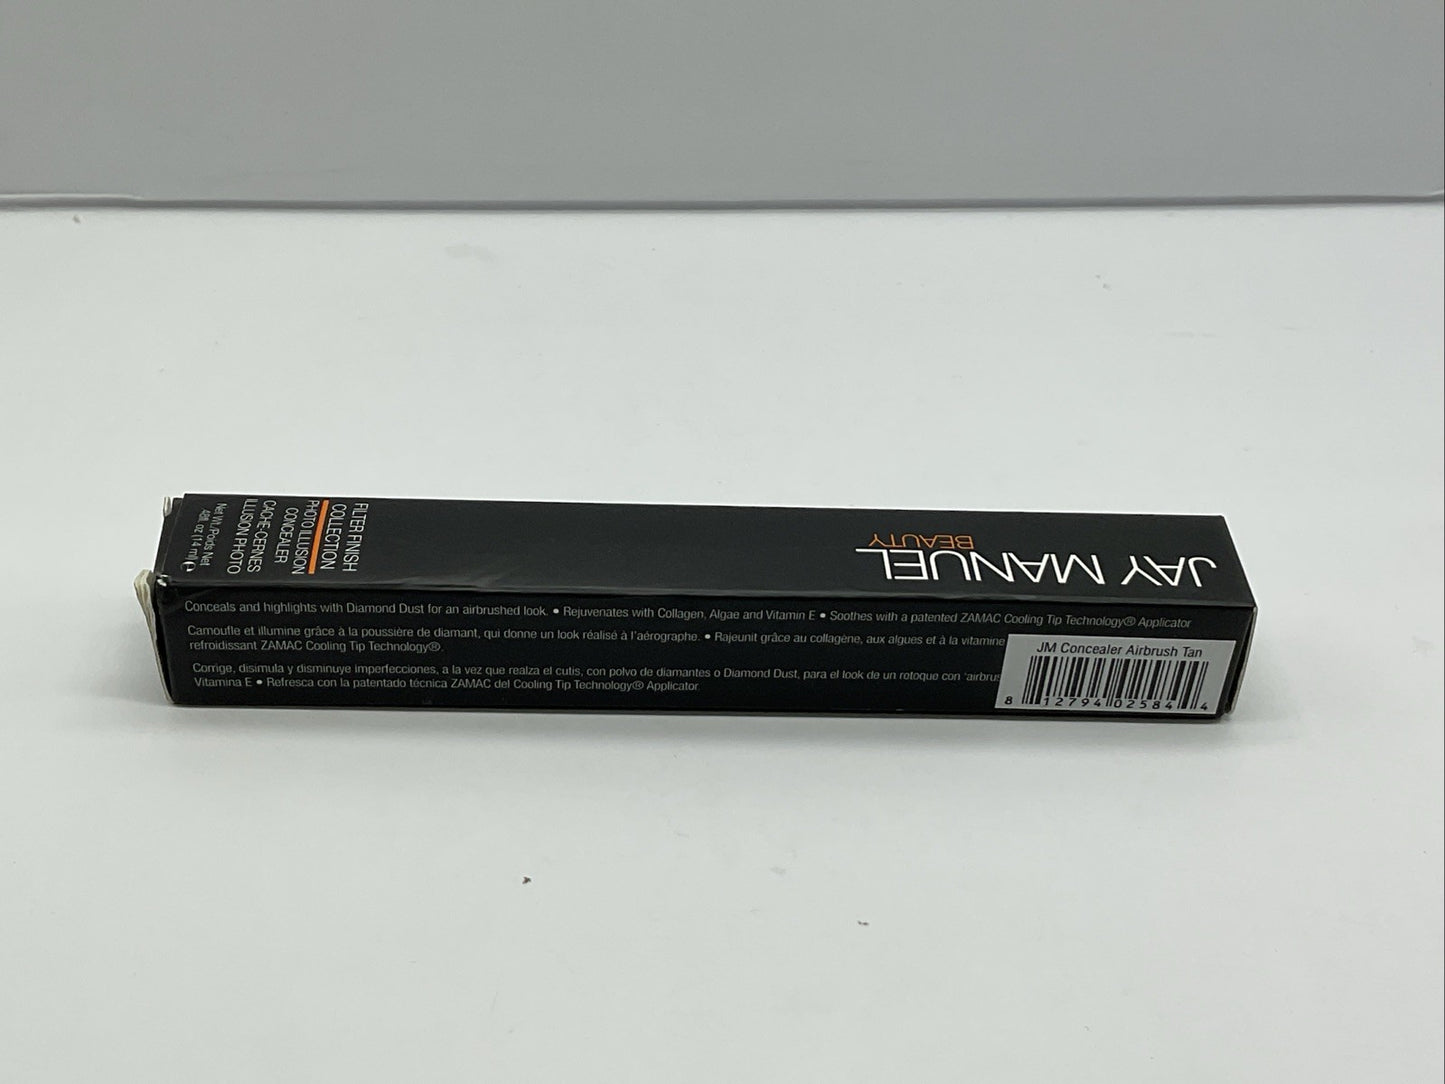 JAY MANUEL
BEAUTY
FILTER FINISH
COLLECTION
PHOTO ILLUSION
CONCEALER
CACHE-CERNES
ILLUSION PHOTO
Net Wt./Poids Net
.48fl. oz (14 ml) ℮
Conceals and highlights with Diamond Dust for an airbrushed look. • Rejuvenates with Collagen, Algae and Vitamin E • Soothes with a patented ZAMAC Cooling Tip Technology® Applicator
Camoufle et illumine grâce à la poussière de diamant, qui donne un look réalisé à l'aérographe. • Rajeunit grâce au collagène, aux algues et à la vitamine
refroidissant ZAMAC Cooling Tip Technology®.
Corrige, disimula y disminuye imperfecciones, a la vez que realza el cutis, con polvo de diamantes o Diamond Dust, para el look de un retoque con 'airbrus
Vitamina E • Refresca con la patentado técnica ZAMAC del Cooling Tip Technology® Applicator
JM Concealer Airbrush Tan
8 12794 02584 4